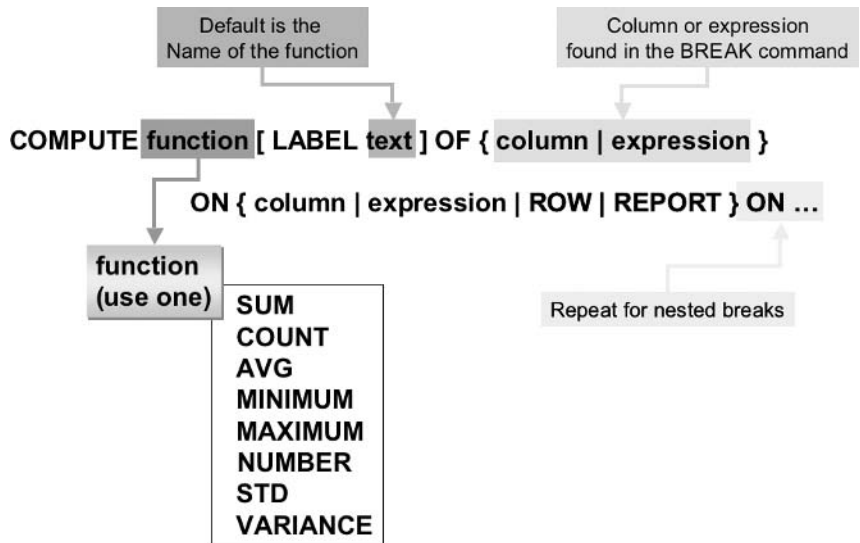 Default is the
Name of the function
Column or expression
found in the BREAK command
COMPUTE function [ LABEL text ] OF { column | expression }
ON { column | expression | ROW | REPORT } ON ...
function
(use one)
SUM
COUNT
AVG
MINIMUM
MAXIMUM
NUMBER
STD
VARIANCE
Repeat for nested breaks